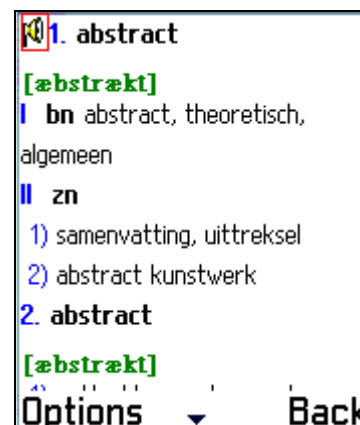 1. abstract
[æbstrækt]
I bn abstract, theoretisch,
algemeen
II zn
1) samenvatting, uittreksel
2) abstract kunstwerk
2. abstract
[æbstrækt]
Options Back